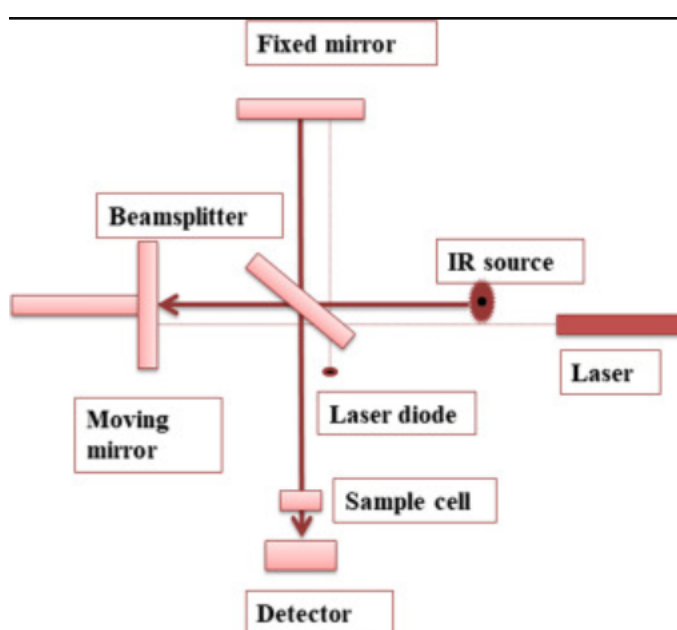 Fixed mirror
Beamsplitter
IR source
Laser
Moving
mirror
Laser diode
Sample cell
Detector